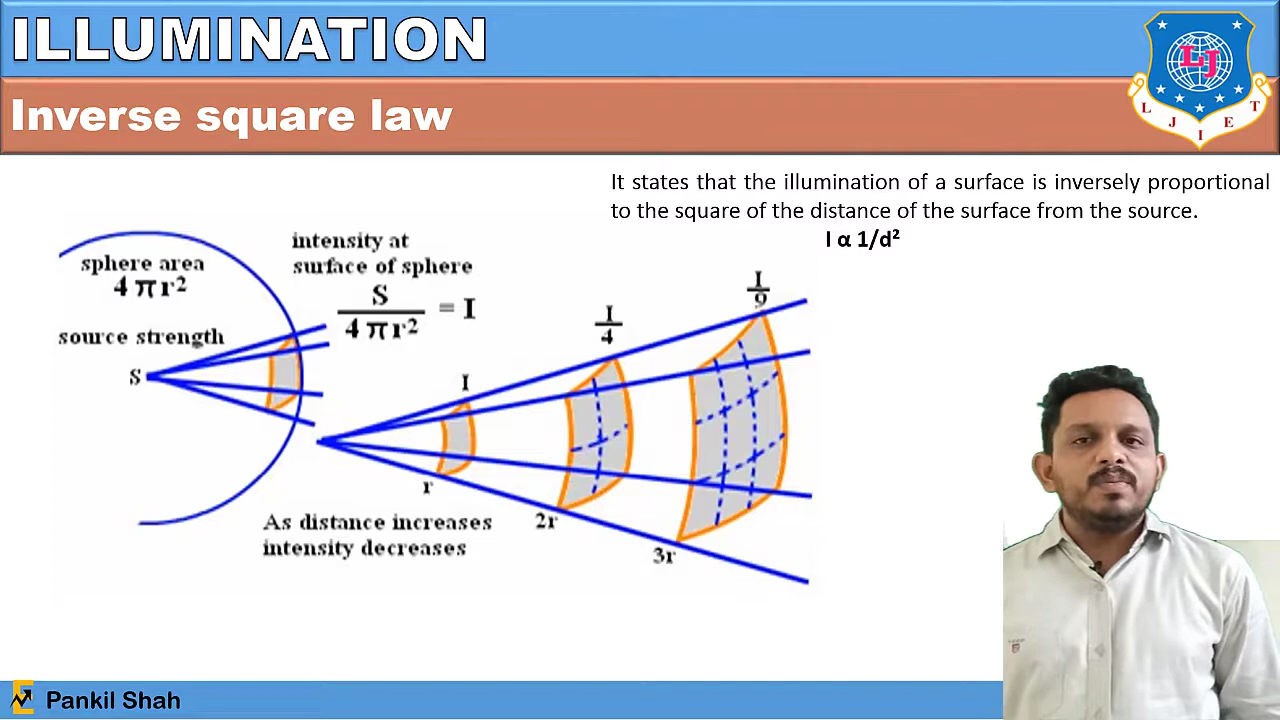 ILLUMINATION
Inverse square law
LJ
L J I E T
It states that the illumination of a surface is inversely proportional
to the square of the distance of the surface from the source.
I α 1/d²
sphere area
4 π r²
source strength
S
intensity at
surface of sphere
S
4 π r²
= I
I
r
I
4
2r
I
9
3r
As distance increases
intensity decreases
Pankil Shah